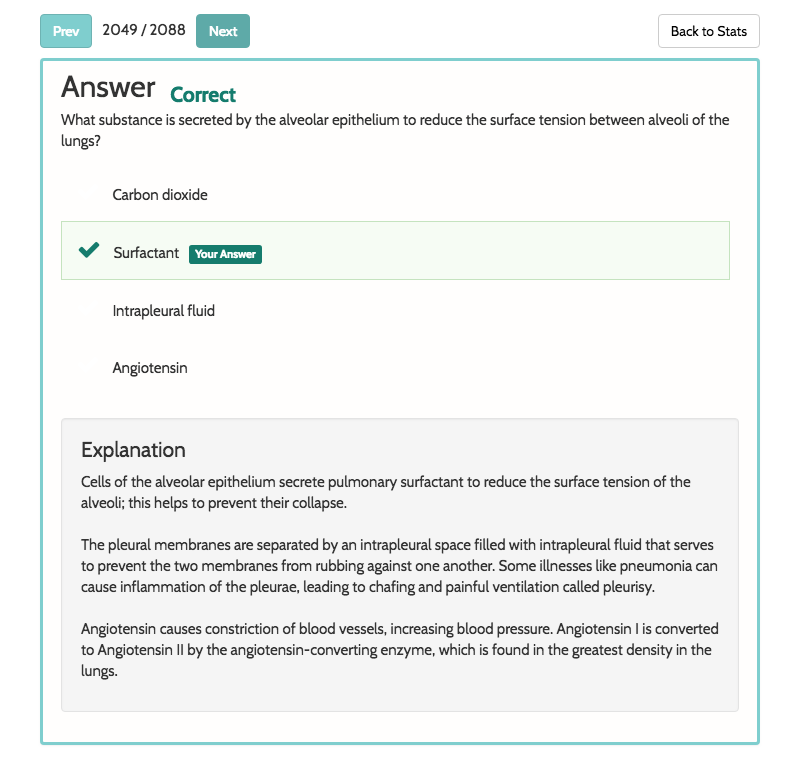 Prev 2049 / 2088 Next Back to Stats
Answer Correct
What substance is secreted by the alveolar epithelium to reduce the surface tension between alveoli of the
lungs?
Carbon dioxide
Surfactant Your Answer
Intrapleural fluid
Angiotensin
Explanation
Cells of the alveolar epithelium secrete pulmonary surfactant to reduce the surface tension of the
alveoli; this helps to prevent their collapse.
The pleural membranes are separated by an intrapleural space filled with intrapleural fluid that serves
to prevent the two membranes from rubbing against one another. Some illnesses like pneumonia can
cause inflammation of the pleurae, leading to chafing and painful ventilation called pleurisy.
Angiotensin causes constriction of blood vessels, increasing blood pressure. Angiotensin I is converted
to Angiotensin II by the angiotensin-converting enzyme, which is found in the greatest density in the
lungs.